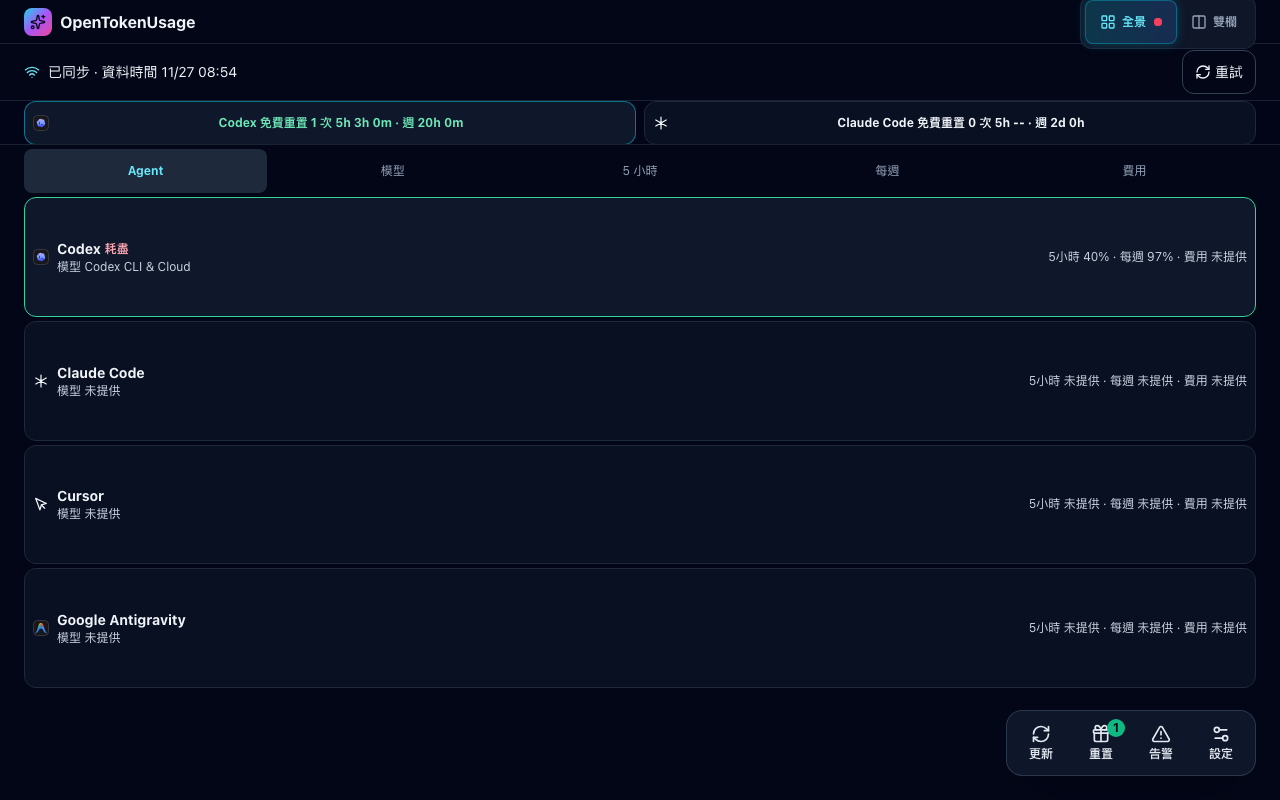 OpenTokenUsage
全景
雙欄
已同步 · 資料時間 11/27 08:54
重試
Codex 免費重置 1 次 5h 3h 0m · 週 20h 0m
Claude Code 免費重置 0 次 5h -- · 週 2d 0h
Agent
模型
5 小時
每週
費用
Codex 耗盡
模型 Codex CLI & Cloud
5小時 40% · 每週 97% · 費用 未提供
Claude Code
模型 未提供
5小時 未提供 · 每週 未提供 · 費用 未提供
Cursor
模型 未提供
5小時 未提供 · 每週 未提供 · 費用 未提供
Google Antigravity
模型 未提供
5小時 未提供 · 每週 未提供 · 費用 未提供
更新
1
重置
告警
設定